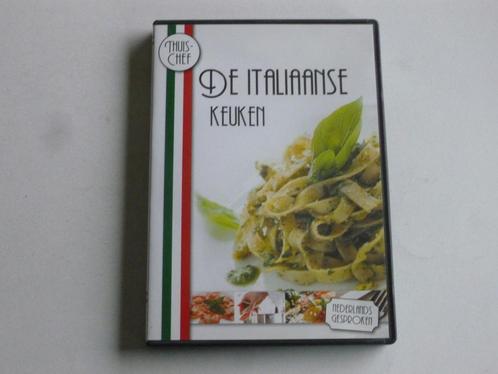 THUIS-
CHEF
DE ITALIAANSE
KEUKEN
NEDERLANDS
GESPROKEN